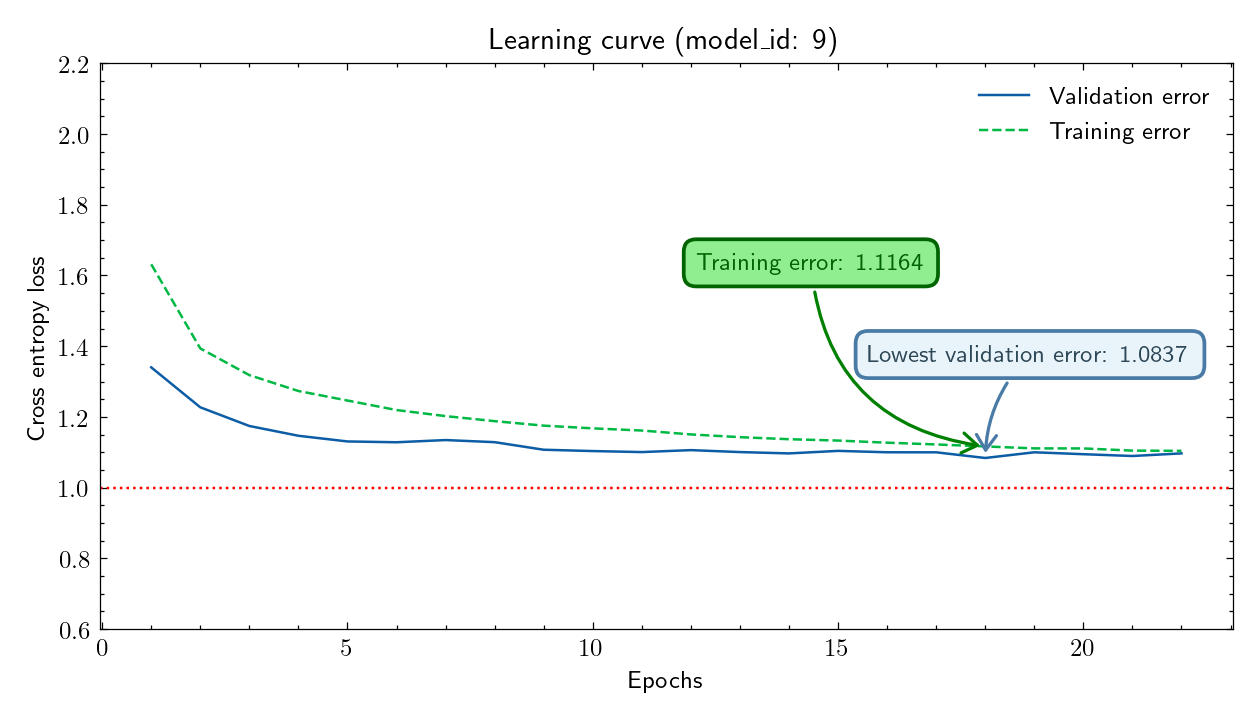 Learning curve (model_id: 9)
2.2
2.0
1.8
1.6
1.4
1.2
1.0
0.8
0.6
Cross entropy loss
Validation error
Training error
Training error: 1.1164
Lowest validation error: 1.0837
0 5 10 15 20
Epochs